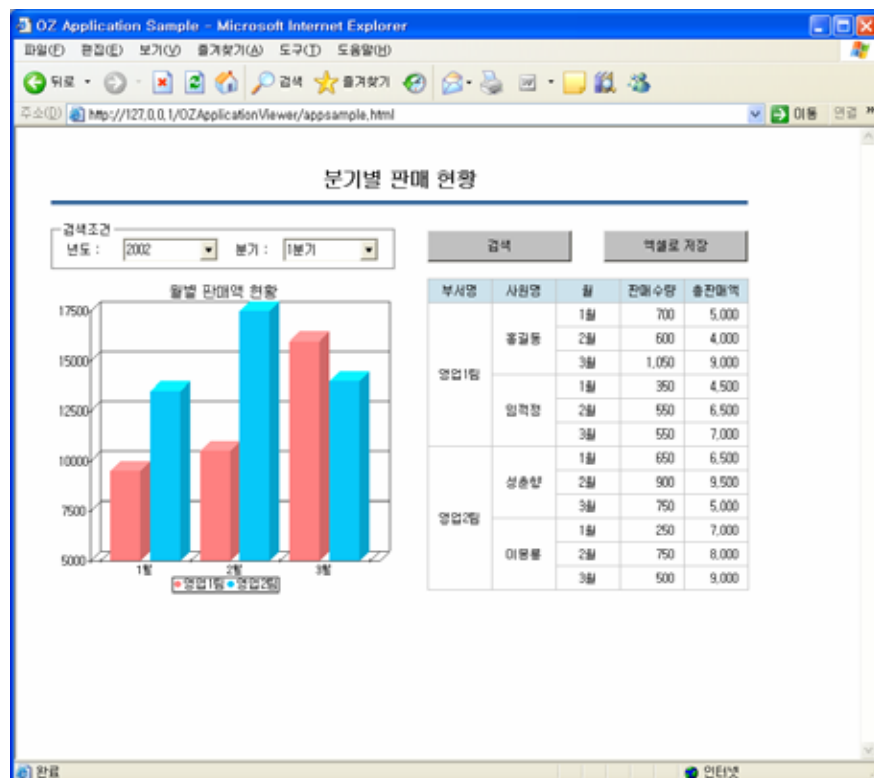 OZ Application Sample - Microsoft Internet Explorer
파일(F) 편집(E) 보기(V) 즐겨찾기(A) 도구(T) 도움말(H)
뒤로 검색 즐겨찾기
주소(D) http://127.0.0.1/OZApplicationViewer/appsample.html 이동 연결 »
분기별 판매 현황
검색조건
년도 : 2002 분기 : 1분기
검색 엑셀로 저장
월별 판매액 현황
17500
15000
12500
10000
7500
5000
1월 2월 3월
영업1팀 영업2팀
부서명 사원명 월 판매수량 총판매액
영업1팀 홍길동 1월 700 5,000
2월 600 4,000
3월 1,050 9,000
임꺽정 1월 350 4,500
2월 550 6,500
3월 550 7,000
영업2팀 성춘향 1월 650 6,500
2월 900 9,500
3월 750 5,000
이몽룡 1월 250 7,000
2월 750 8,000
3월 500 9,000
완료 인터넷